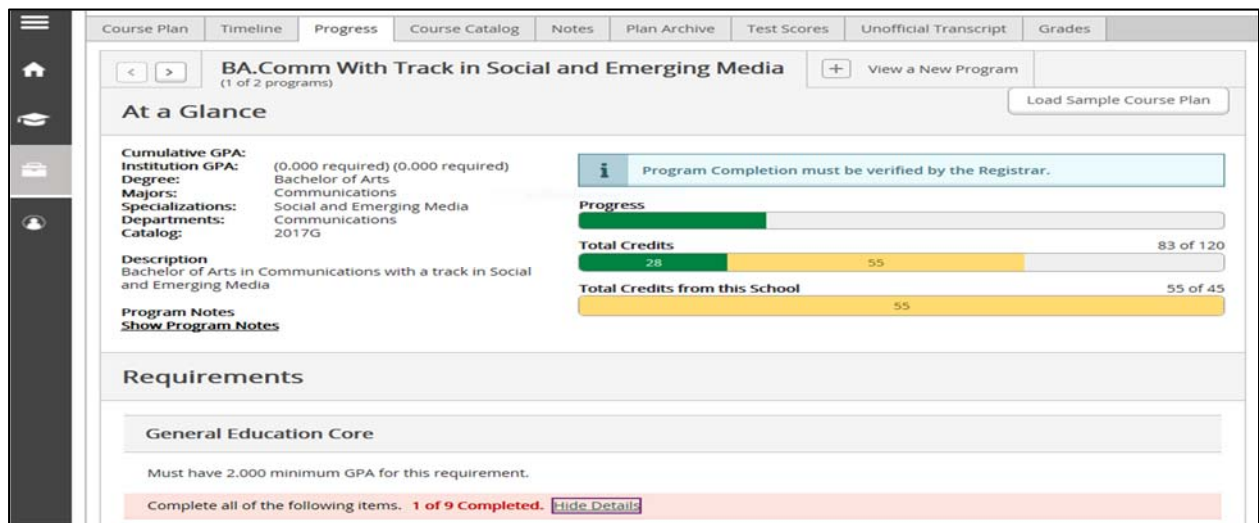 Course Plan Timeline Progress Course Catalog Notes Plan Archive Test Scores Unofficial Transcript Grades
< > BA.Comm With Track in Social and Emerging Media + View a New Program
(1 of 2 programs)
At a Glance
Load Sample Course Plan
Cumulative GPA:
Institution GPA: (0.000 required) (0.000 required)
Degree: Bachelor of Arts
Majors: Communications
Specializations: Social and Emerging Media
Departments: Communications
Catalog: 2017G
Description
Bachelor of Arts in Communications with a track in Social
and Emerging Media
Program Notes
Show Program Notes
i Program Completion must be verified by the Registrar.
Progress
Total Credits 83 of 120
28 55
Total Credits from this School 55 of 45
55
Requirements
General Education Core
Must have 2.000 minimum GPA for this requirement.
Complete all of the following items. 1 of 9 Completed. Hide Details